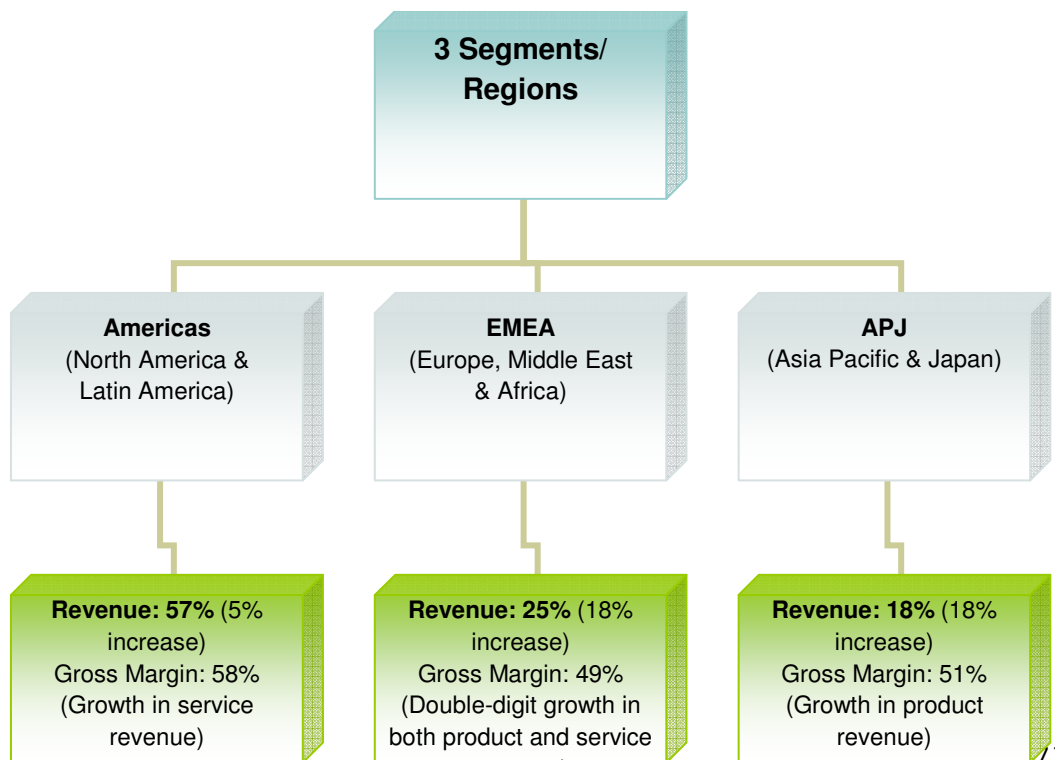 3 Segments/
Regions
Americas
(North America &
Latin America)
EMEA
(Europe, Middle East
& Africa)
APJ
(Asia Pacific & Japan)
Revenue: 57% (5%
increase)
Gross Margin: 58%
(Growth in service
revenue)
Revenue: 25% (18%
increase)
Gross Margin: 49%
(Double-digit growth in
both product and service
Revenue: 18% (18%
increase)
Gross Margin: 51%
(Growth in product
revenue)